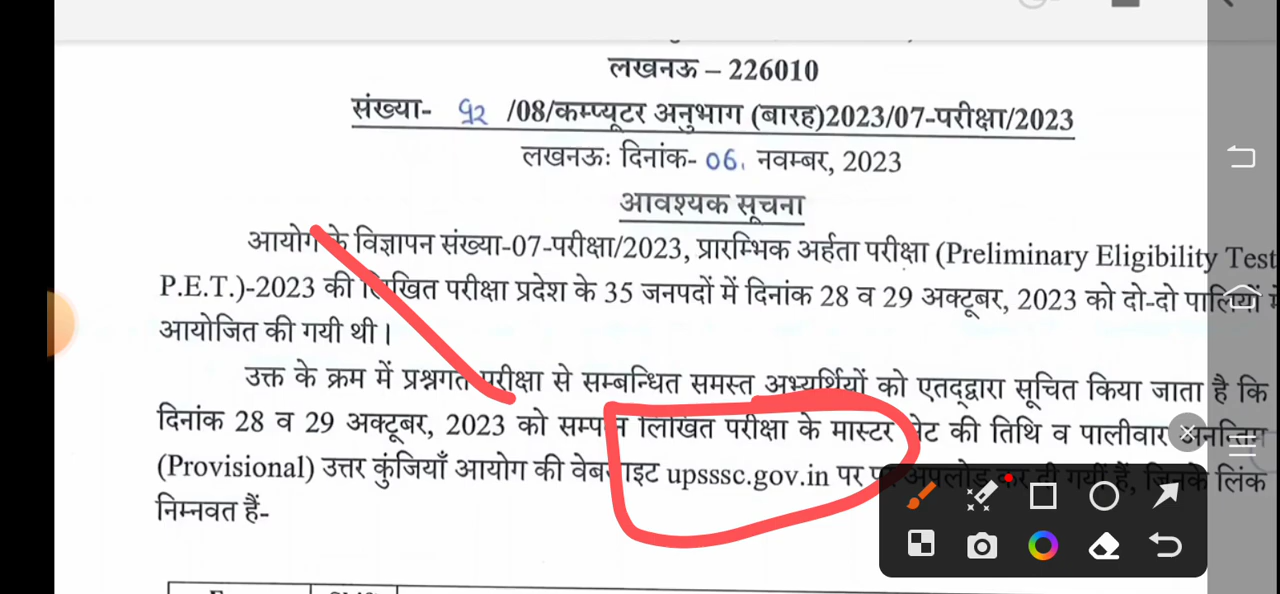 लखनऊ – 226010
संख्या- 92 /08/कम्प्यूटर अनुभाग (बारह)2023/07-परीक्षा/2023
लखनऊः दिनांक- 06. नवम्बर, 2023
आवश्यक सूचना
आयोग के विज्ञापन संख्या-07-परीक्षा/2023, प्रारम्भिक अर्हता परीक्षा (Preliminary Eligibility Test
P.E.T.)-2023 की लिखित परीक्षा प्रदेश के 35 जनपदों में दिनांक 28 व 29 अक्टूबर, 2023 को दो-दो पालियों में
आयोजित की गयी थी।
उक्त के क्रम में प्रश्नगत परीक्षा से सम्बन्धित समस्त अभ्यर्थियों को एतद्द्वारा सूचित किया जाता है कि
दिनांक 28 व 29 अक्टूबर, 2023 को सम्पन्न लिखित परीक्षा के मास्टर सेट की तिथि व पालीवार
(Provisional) उत्तर कुंजियाँ आयोग की वेबसाइट upsssc.gov.in पर अपलोड कर दी गयी हैं, जिनके लिंक
निम्नवत हैं-